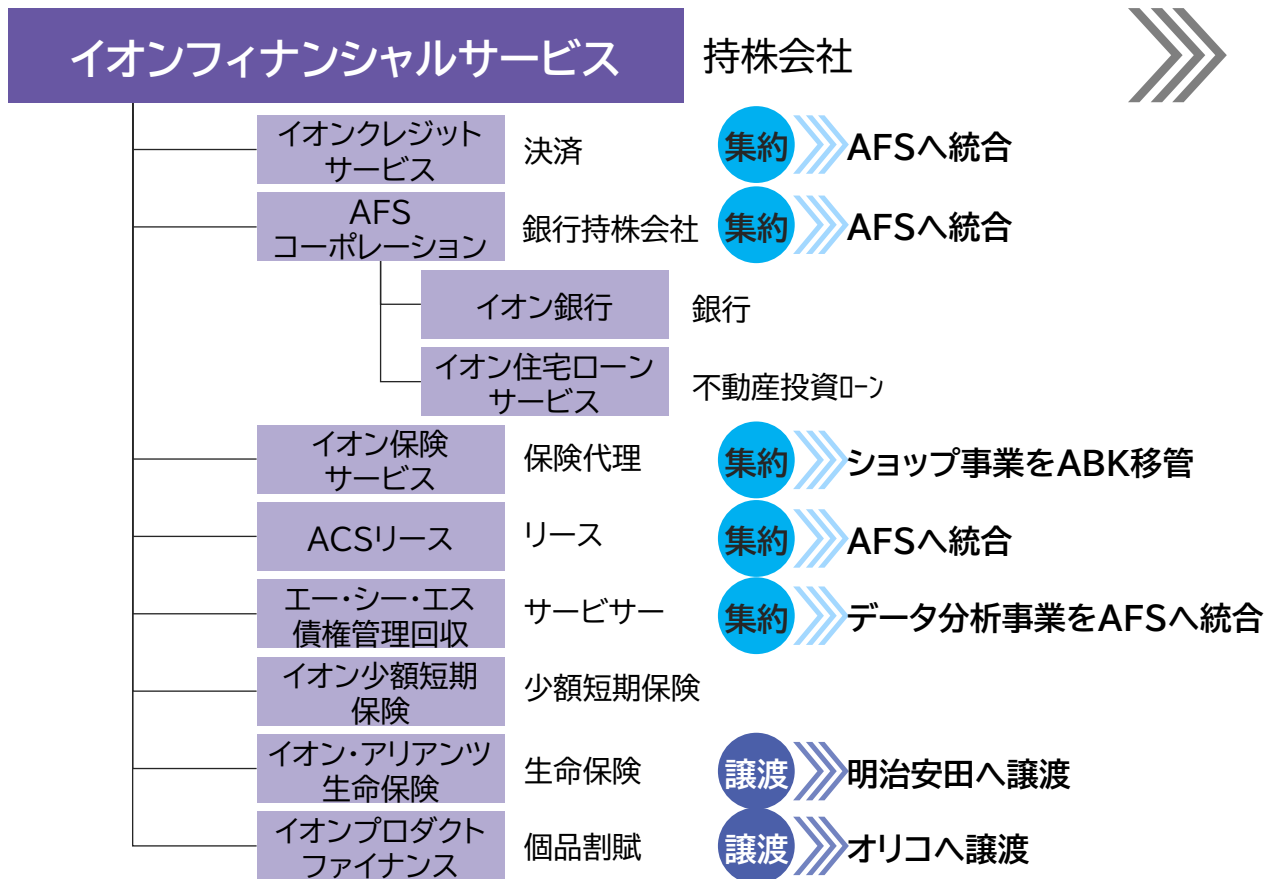 イオンフィナンシャルサービス 持株会社
イオンクレジット
サービス
決済
集約
AFSへ統合
AFS
コーポレーション
銀行持株会社
集約
AFSへ統合
イオン銀行
銀行
イオン住宅ローン
サービス
不動産投資ﾛｰﾝ
イオン保険
サービス
保険代理
集約
ショップ事業をABK移管
ACSリース
リース
集約
AFSへ統合
エー・シー・エス
債権管理回収
サービサー
集約
データ分析事業をAFSへ統合
イオン少額短期
保険
少額短期保険
イオン・アリアンツ
生命保険
生命保険
譲渡
明治安田へ譲渡
イオンプロダクト
ファイナンス
個品割賦
譲渡
オリコへ譲渡